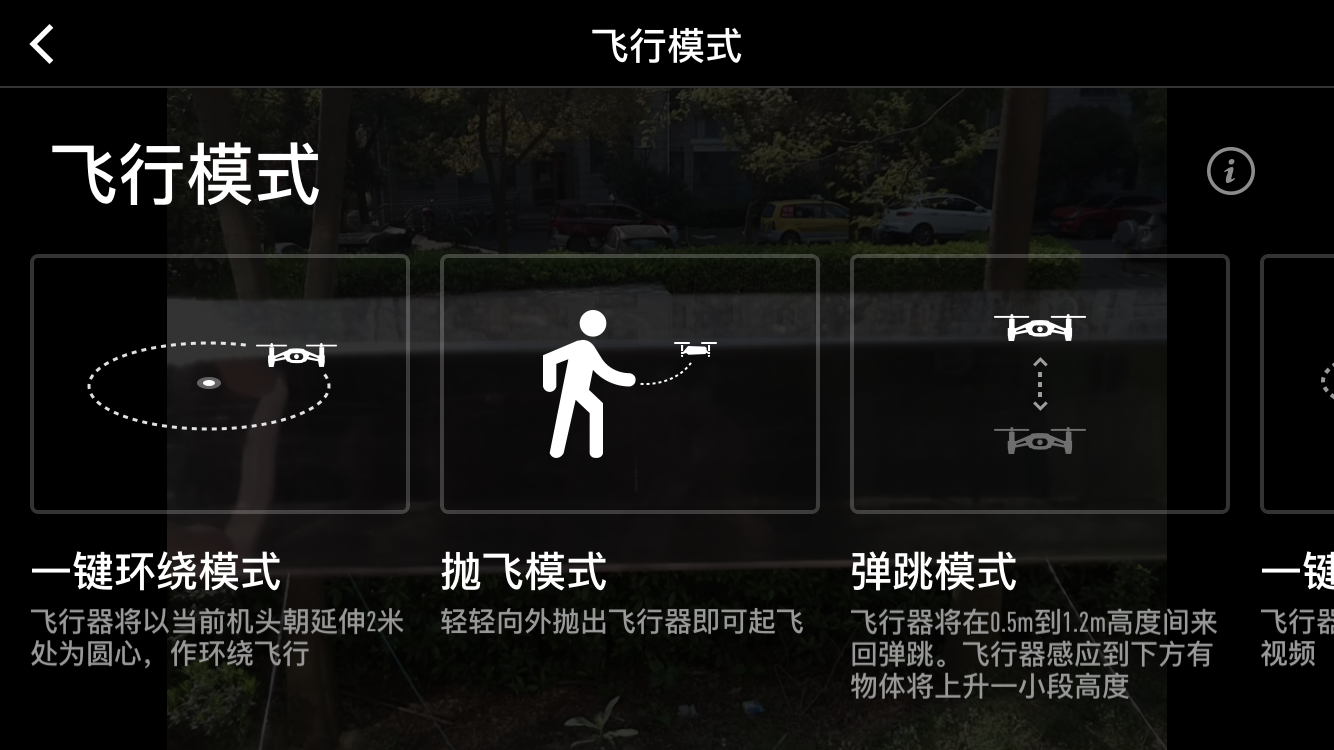 飞行模式
飞行模式
一键环绕模式
飞行器将以当前机头朝延伸2米
处为圆心，作环绕飞行
抛飞模式
轻轻向外抛出飞行器即可起飞
弹跳模式
飞行器将在0.5m到1.2m高度间来
回弹跳。飞行器感应到下方有
物体将上升一小段高度
一键
飞行器
视频